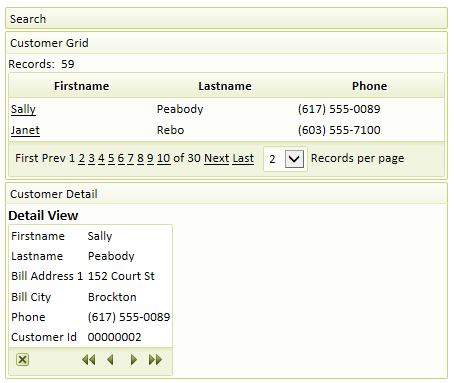 Search
Customer Grid
Records: 59
Firstname Lastname Phone
Sally Peabody (617) 555-0089
Janet Rebo (603) 555-7100
First Prev 1 2 3 4 5 6 7 8 9 10 of 30 Next Last 2 Records per page
Customer Detail
Detail View
Firstname Sally
Lastname Peabody
Bill Address 1 152 Court St
Bill City Brockton
Phone (617) 555-0089
Customer Id 00000002